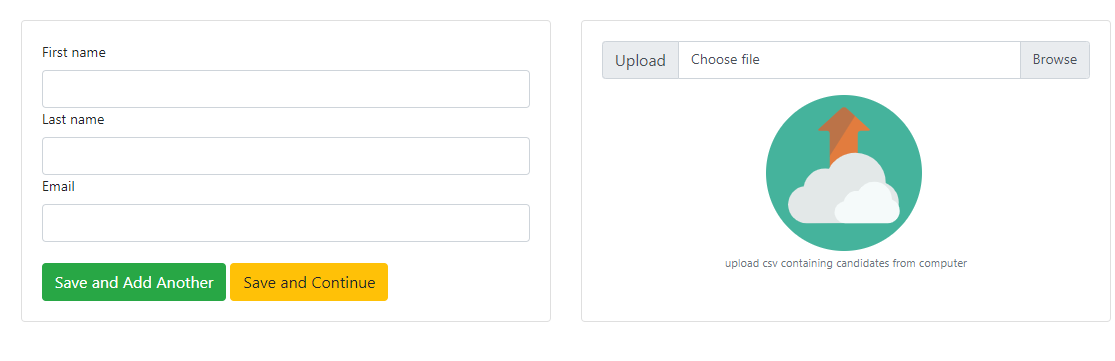 First name
Last name
Email
Save and Add Another Save and Continue
Upload Choose file Browse
upload csv containing candidates from computer